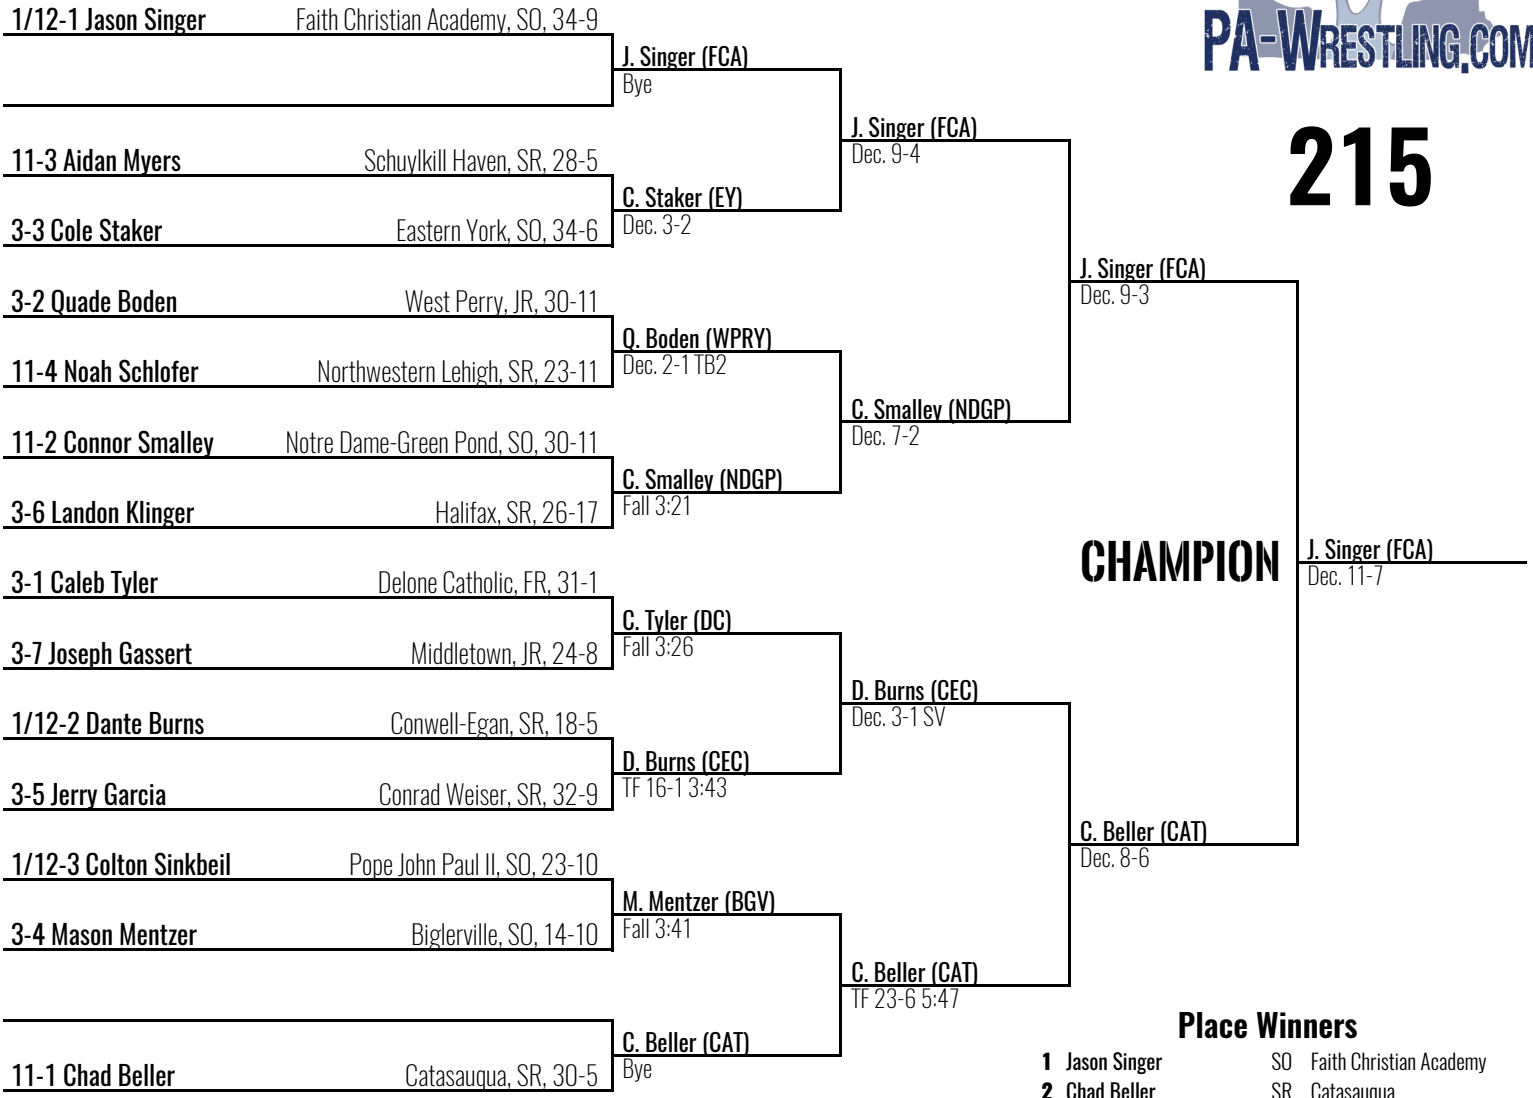 PA-WRESTLING.COM
215
1/12-1 Jason Singer Faith Christian Academy, SO, 34-9
J. Singer (FCA)
Bye
J. Singer (FCA)
Dec. 9-4
11-3 Aidan Myers Schuylkill Haven, SR, 28-5
C. Staker (EY)
Dec. 3-2
3-3 Cole Staker Eastern York, SO, 34-6
J. Singer (FCA)
Dec. 9-3
3-2 Quade Boden West Perry, JR, 30-11
Q. Boden (WPRY)
Dec. 2-1 TB2
11-4 Noah Schlofer Northwestern Lehigh, SR, 23-11
C. Smalley (NDGP)
Dec. 7-2
11-2 Connor Smalley Notre Dame-Green Pond, SO, 30-11
C. Smalley (NDGP)
Fall 3:21
3-6 Landon Klinger Halifax, SR, 26-17
CHAMPION
J. Singer (FCA)
Dec. 11-7
3-1 Caleb Tyler Delone Catholic, FR, 31-1
C. Tyler (DC)
Fall 3:26
3-7 Joseph Gassert Middletown, JR, 24-8
D. Burns (CEC)
Dec. 3-1 SV
1/12-2 Dante Burns Conwell-Egan, SR, 18-5
D. Burns (CEC)
TF 16-1 3:43
3-5 Jerry Garcia Conrad Weiser, SR, 32-9
C. Beller (CAT)
Dec. 8-6
1/12-3 Colton Sinkbeil Pope John Paul II, SO, 23-10
M. Mentzer (BGV)
Fall 3:41
3-4 Mason Mentzer Biglerville, SO, 14-10
C. Beller (CAT)
TF 23-6 5:47
C. Beller (CAT)
Bye
11-1 Chad Beller Catasauqua, SR, 30-5
Place Winners
1 Jason Singer SO Faith Christian Academy
2 Chad Beller SR Catasauqua